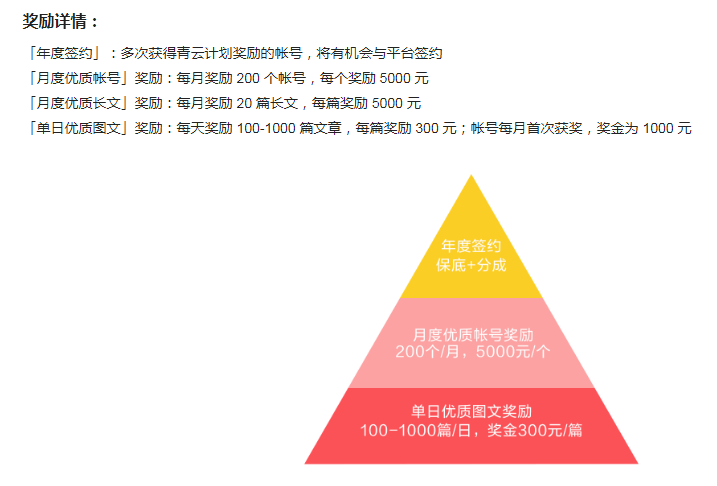 奖励详情：
「年度签约」：多次获得青云计划奖励的帐号，将有机会与平台签约
「月度优质帐号」奖励：每月奖励 200 个帐号，每个奖励 5000 元
「月度优质长文」奖励：每月奖励 20 篇长文，每篇奖励 5000 元
「单日优质图文」奖励：每天奖励 100-1000 篇文章，每篇奖励 300 元；帐号每月首次获奖，奖金为 1000 元
年度签约
保底+分成
月度优质帐号奖励
200个/月，5000元/个
单日优质图文奖励
100-1000篇/日，奖金300元/篇